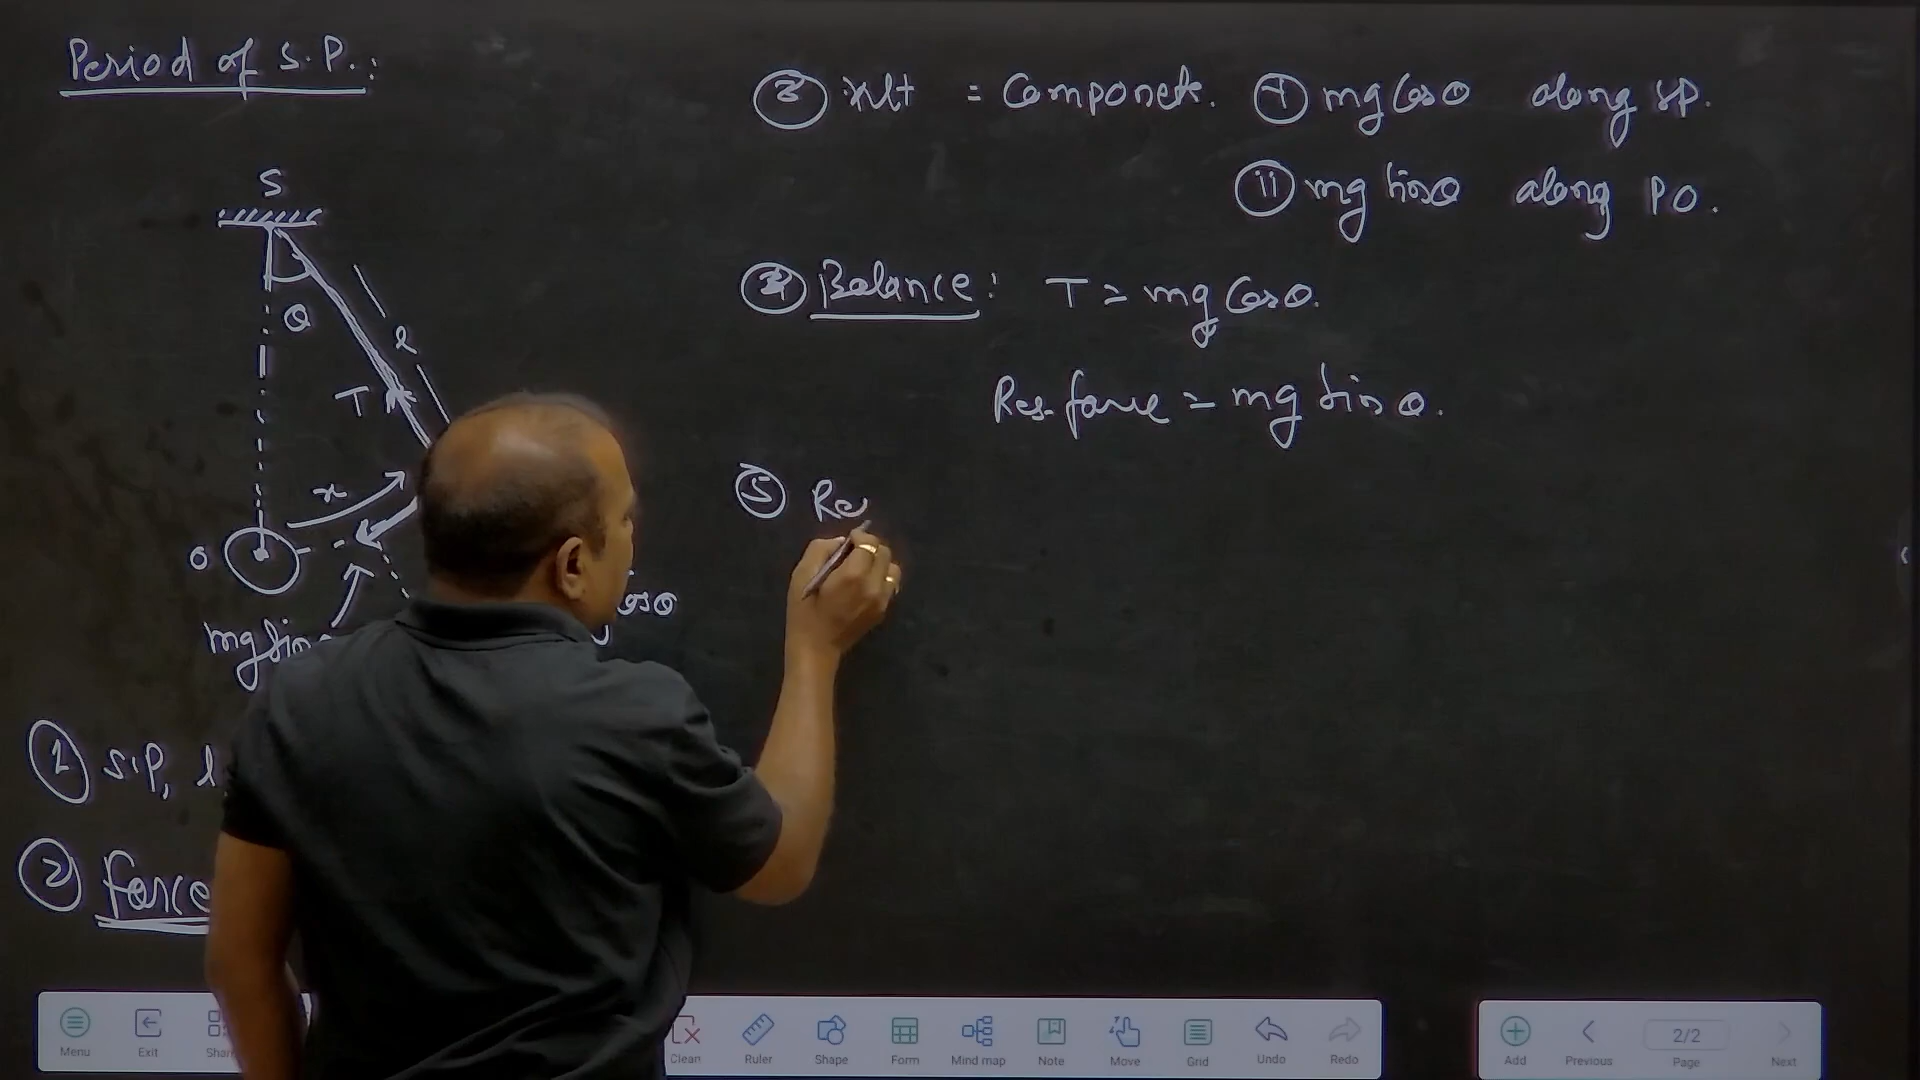 Period of S.P.:
S
θ
l
T
x
O
mg sin
cosθ
① S.P, l
② Force
③ = Component. ① mg Cosθ along SP.
ⓘⓘ mg sinθ along PO.
④ Balance: T = mg Cosθ.
Res. force = mg sinθ.
⑤ Re
Menu Exit Shar Clean Ruler Shape Form Mind map Note Move Grid Undo Redo
Add Previous 2/2 Page Next